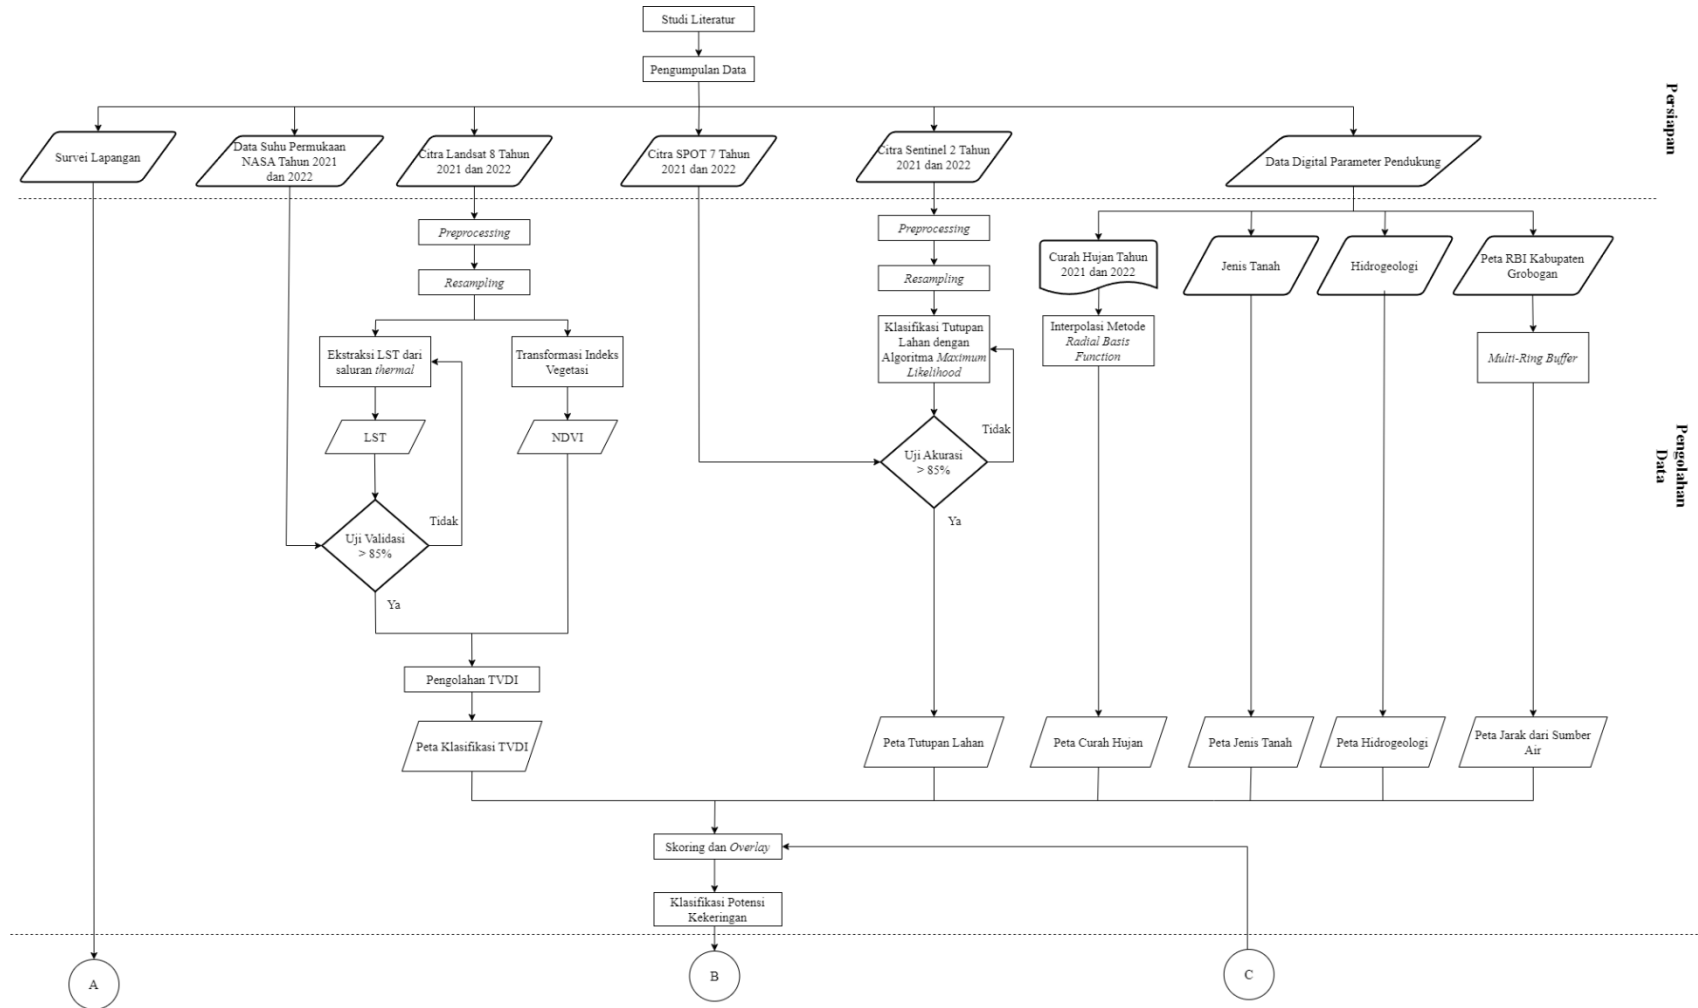 Studi Literatur
Pengumpulan Data
Persiapan
Survei Lapangan
Data Suhu Permukaan
NASA Tahun 2021
dan 2022
Citra Landsat 8 Tahun
2021 dan 2022
Citra SPOT 7 Tahun
2021 dan 2022
Citra Sentinel 2 Tahun
2021 dan 2022
Data Digital Parameter Pendukung
Preprocessing
Resampling
Ekstraksi LST dari
saluran thermal
Transformasi Indeks
Vegetasi
LST
NDVI
Uji Validasi
> 85%
Tidak
Ya
Pengolahan TVDI
Peta Klasifikasi TVDI
Preprocessing
Resampling
Klasifikasi Tutupan
Lahan dengan
Algoritma Maximum
Likelihood
Uji Akurasi
> 85%
Tidak
Ya
Peta Tutupan Lahan
Curah Hujan Tahun
2021 dan 2022
Interpolasi Metode
Radial Basis
Function
Peta Curah Hujan
Jenis Tanah
Peta Jenis Tanah
Hidrogeologi
Peta Hidrogeologi
Peta RBI Kabupaten
Grobogan
Multi-Ring Buffer
Peta Jarak dari Sumber
Air
Pengolahan
Data
Skoring dan Overlay
Klasifikasi Potensi
Kekeringan
A
B
C